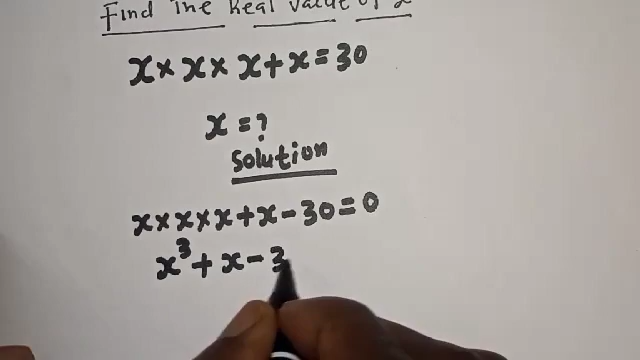 Find The Real Value of x
x × x × x + x = 30
x = ?
Solution
x × x × x + x − 30 = 0
x³ + x − 3